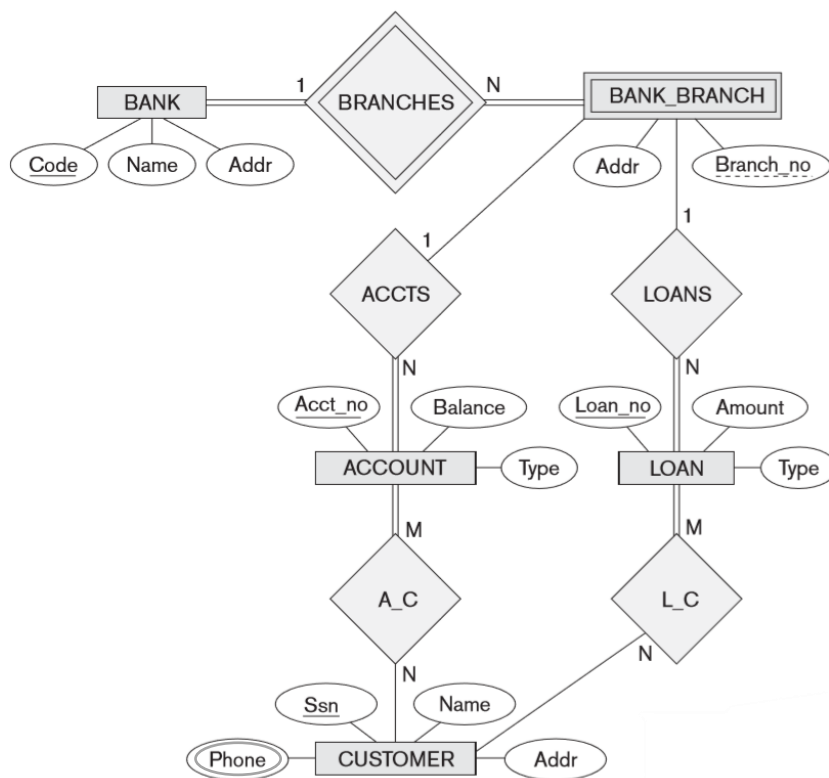 1 N
BANK BRANCHES BANK_BRANCH
Code Name Addr Addr Branch_no
1 1
ACCTS LOANS
N N
Acct_no Balance Loan_no Amount
ACCOUNT Type LOAN Type
M M
A_C L_C
N N
Ssn Name
Phone CUSTOMER Addr